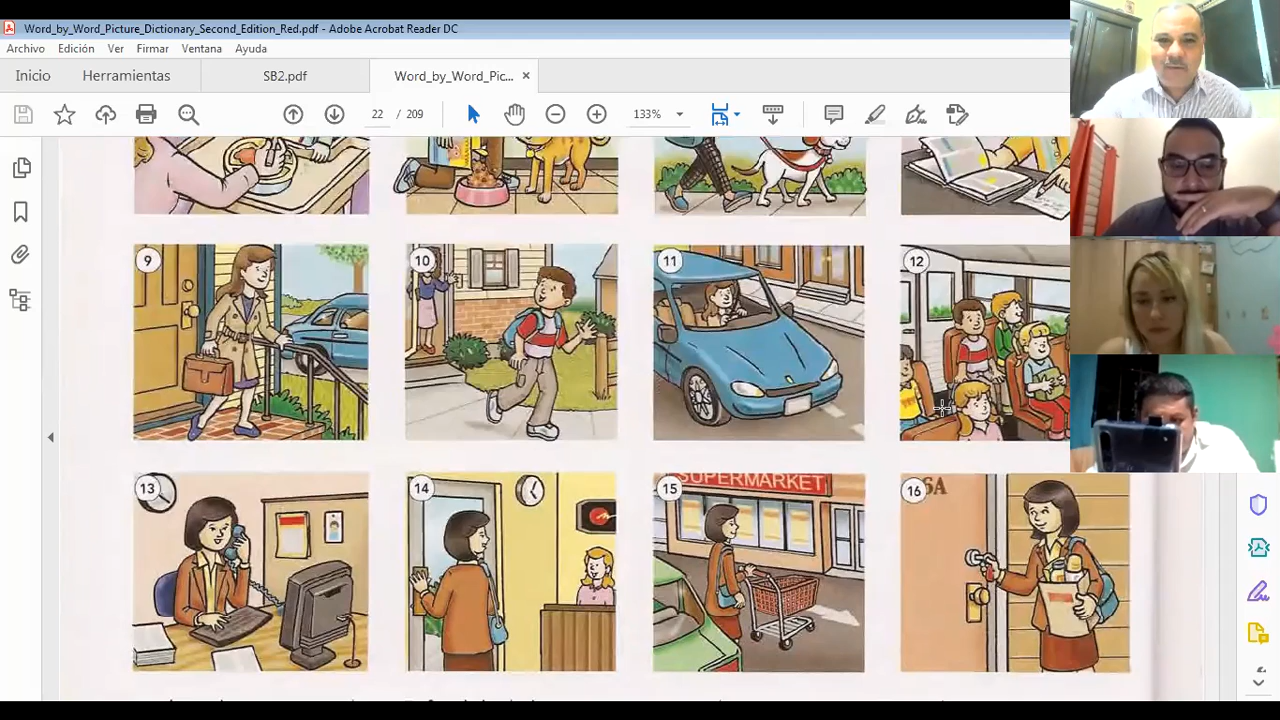 Word_by_Word_Picture_Dictionary_Second_Edition_Red.pdf - Adobe Acrobat Reader DC
Archivo Edición Ver Firmar Ventana Ayuda
Inicio Herramientas SB2.pdf Word_by_Word_Pic... ×
22 / 209 133%
9 10 11 12
13 14 15 16
SUPERMARKET
6A